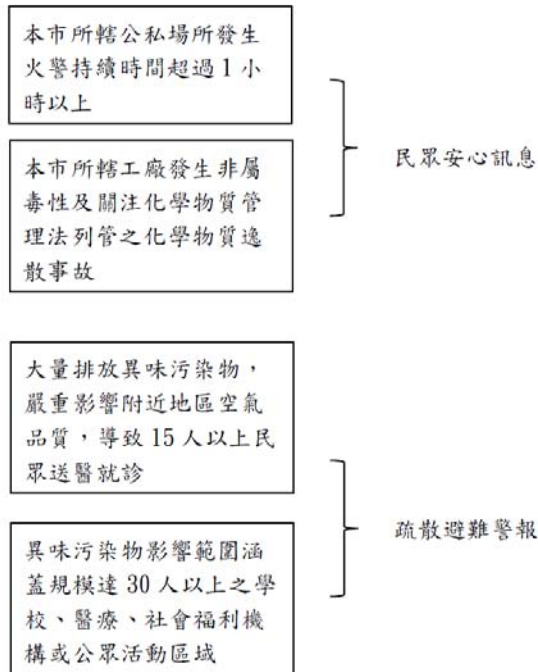 本市所轄公私場所發生
火警持續時間超過 1 小
時以上
本市所轄工廠發生非屬
毒性及關注化學物質管
理法列管之化學物質逸
散事故
民眾安心訊息
大量排放異味污染物，
嚴重影響附近地區空氣
品質，導致 15 人以上民
眾送醫就診
異味污染物影響範圍涵
蓋規模達 30 人以上之學
校、醫療、社會福利機
構或公眾活動區域
疏散避難警報